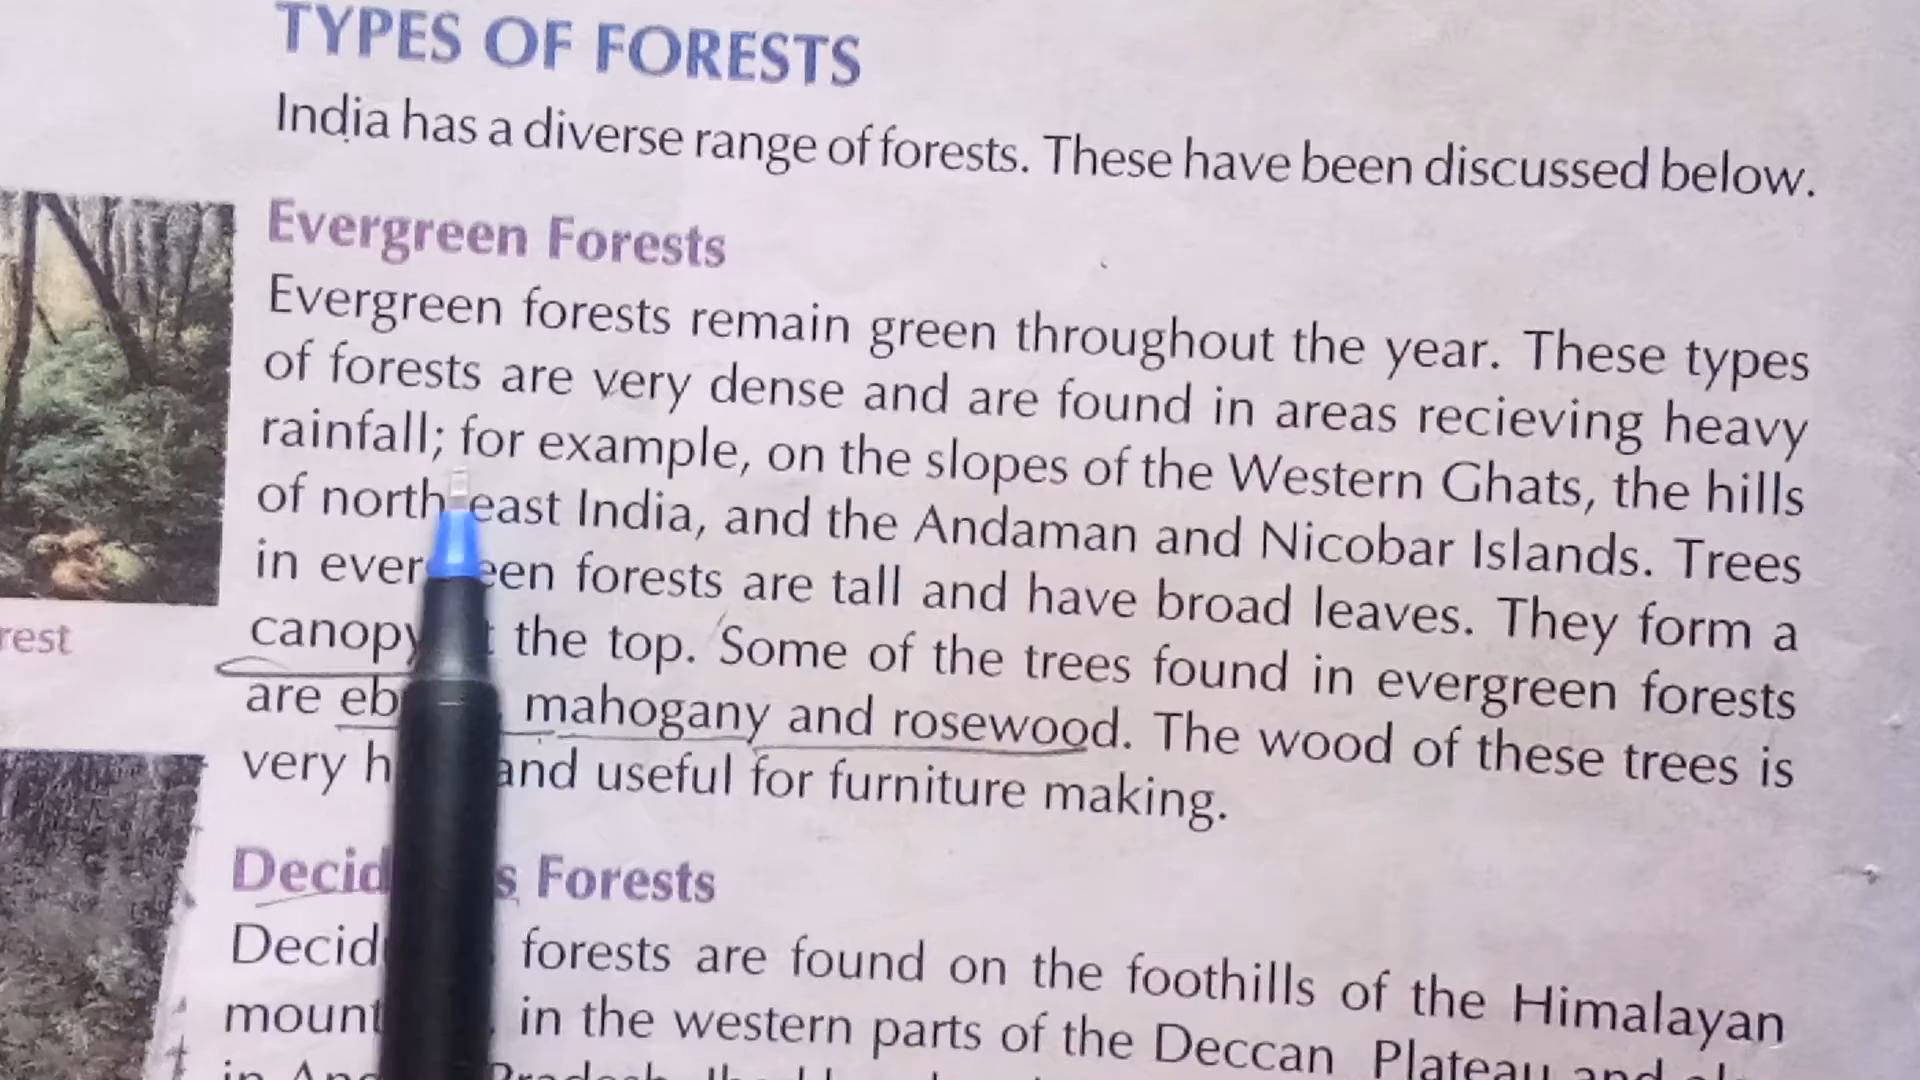 TYPES OF FORESTS
India has a diverse range of forests. These have been discussed below.
Evergreen Forests
Evergreen forests remain green throughout the year. These types
of forests are very dense and are found in areas recieving heavy
rainfall; for example, on the slopes of the Western Ghats, the hills
of north east India, and the Andaman and Nicobar Islands. Trees
in forests are tall and have broad leaves. They form a
canopy the top. Some of the trees found in evergreen forests
are mahogany and rosewood. The wood of these trees is
very and useful for furniture making.
rest
Forests
forests are found on the foothills of the Himalayan
in the western parts of the Deccan Plateau and
in Pradesh